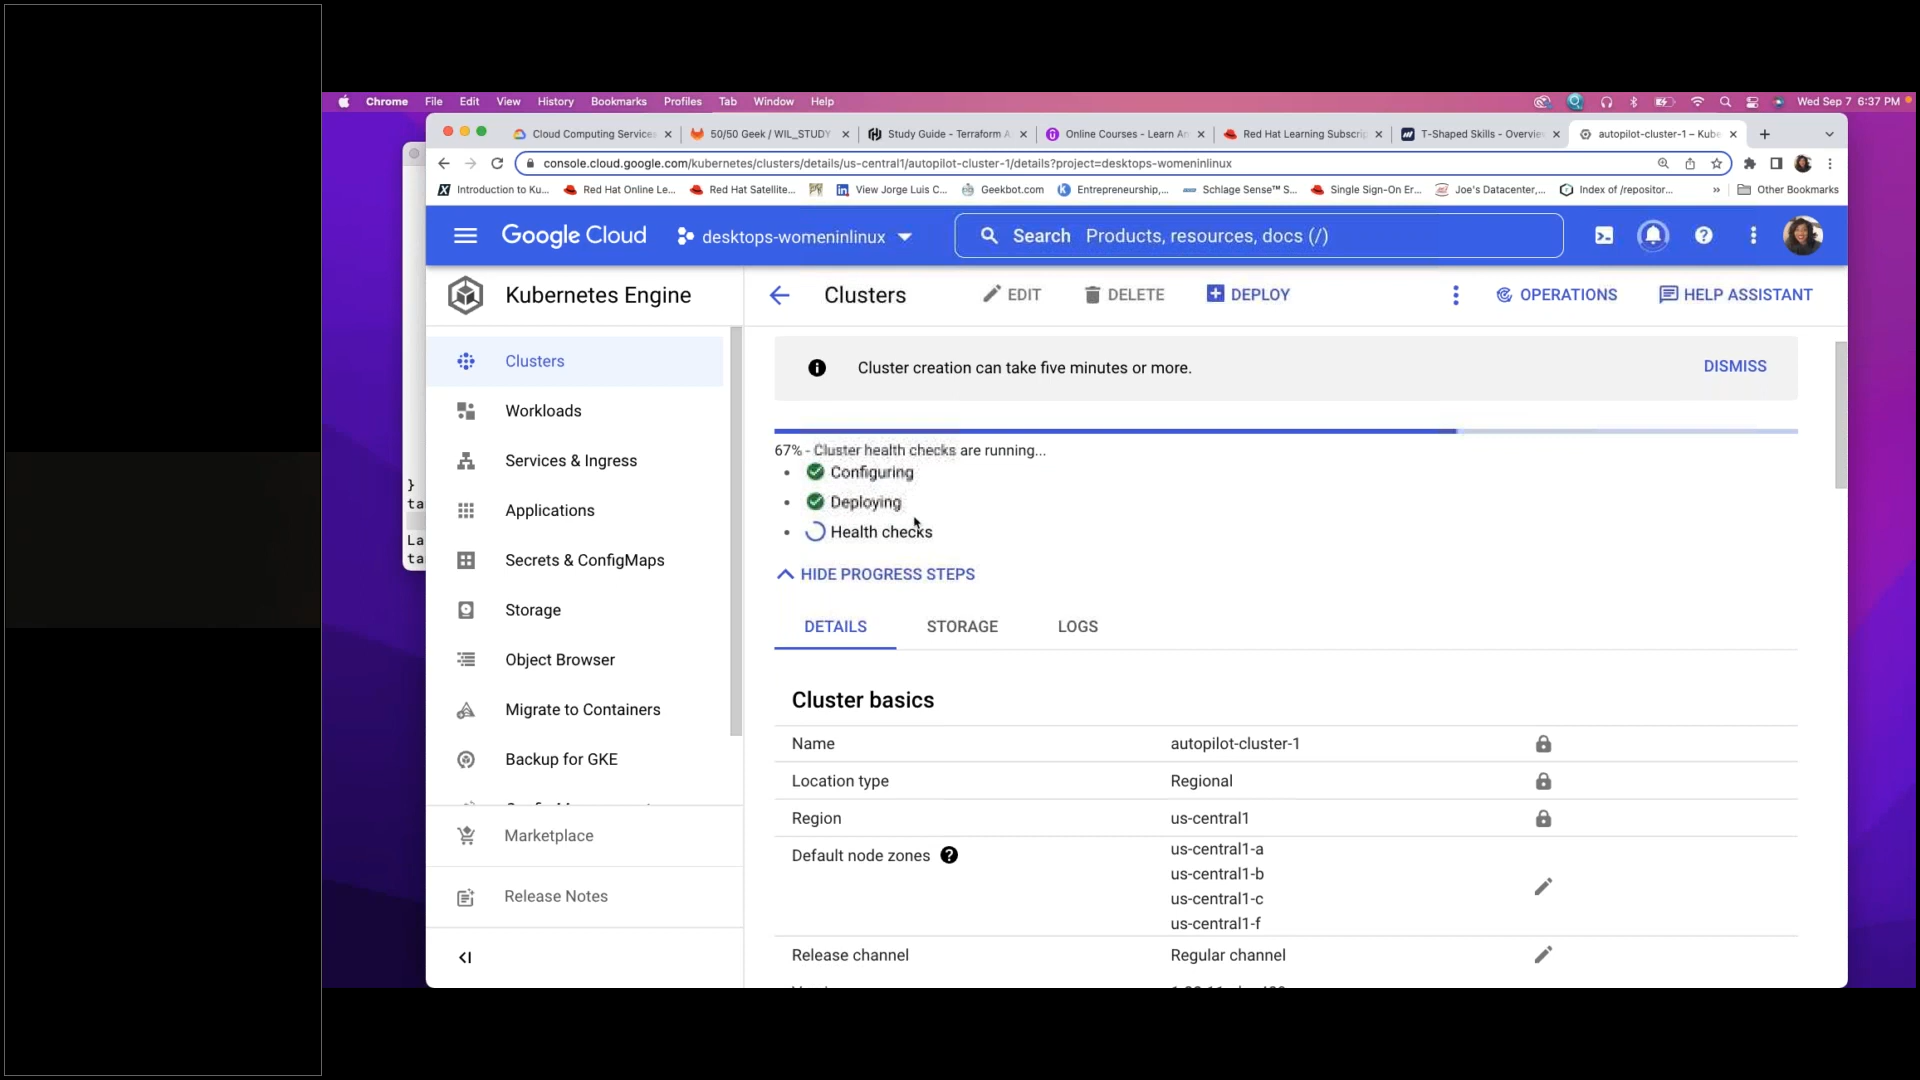 Chrome File Edit View History Bookmarks Profiles Tab Window Help Wed Sep 7 6:37 PM
Cloud Computing Services 50/50 Geek / WIL_STUDY Study Guide - Terraform A Online Courses - Learn An Red Hat Learning Subscrip T-Shaped Skills - Overvie autopilot-cluster-1 – Kube
console.cloud.google.com/kubernetes/clusters/details/us-central1/autopilot-cluster-1/details?project=desktops-womeninlinux
Introduction to Ku... Red Hat Online Le... Red Hat Satellite... View Jorge Luis C... Geekbot.com Entrepreneurship,... Schlage Sense™ S... Single Sign-On Er... Joe's Datacenter,... Index of /repositor... » Other Bookmarks
Google Cloud desktops-womeninlinux Search Products, resources, docs (/)
Kubernetes Engine
Clusters EDIT DELETE DEPLOY OPERATIONS HELP ASSISTANT
Clusters
Workloads
Services & Ingress
Applications
Secrets & ConfigMaps
Storage
Object Browser
Migrate to Containers
Backup for GKE
Marketplace
Release Notes
}
ta
La
ta
Cluster creation can take five minutes or more. DISMISS
67% - Cluster health checks are running...
• Configuring
• Deploying
• Health checks
HIDE PROGRESS STEPS
DETAILS STORAGE LOGS
Cluster basics
Name autopilot-cluster-1
Location type Regional
Region us-central1
Default node zones us-central1-a
us-central1-b
us-central1-c
us-central1-f
Release channel Regular channel